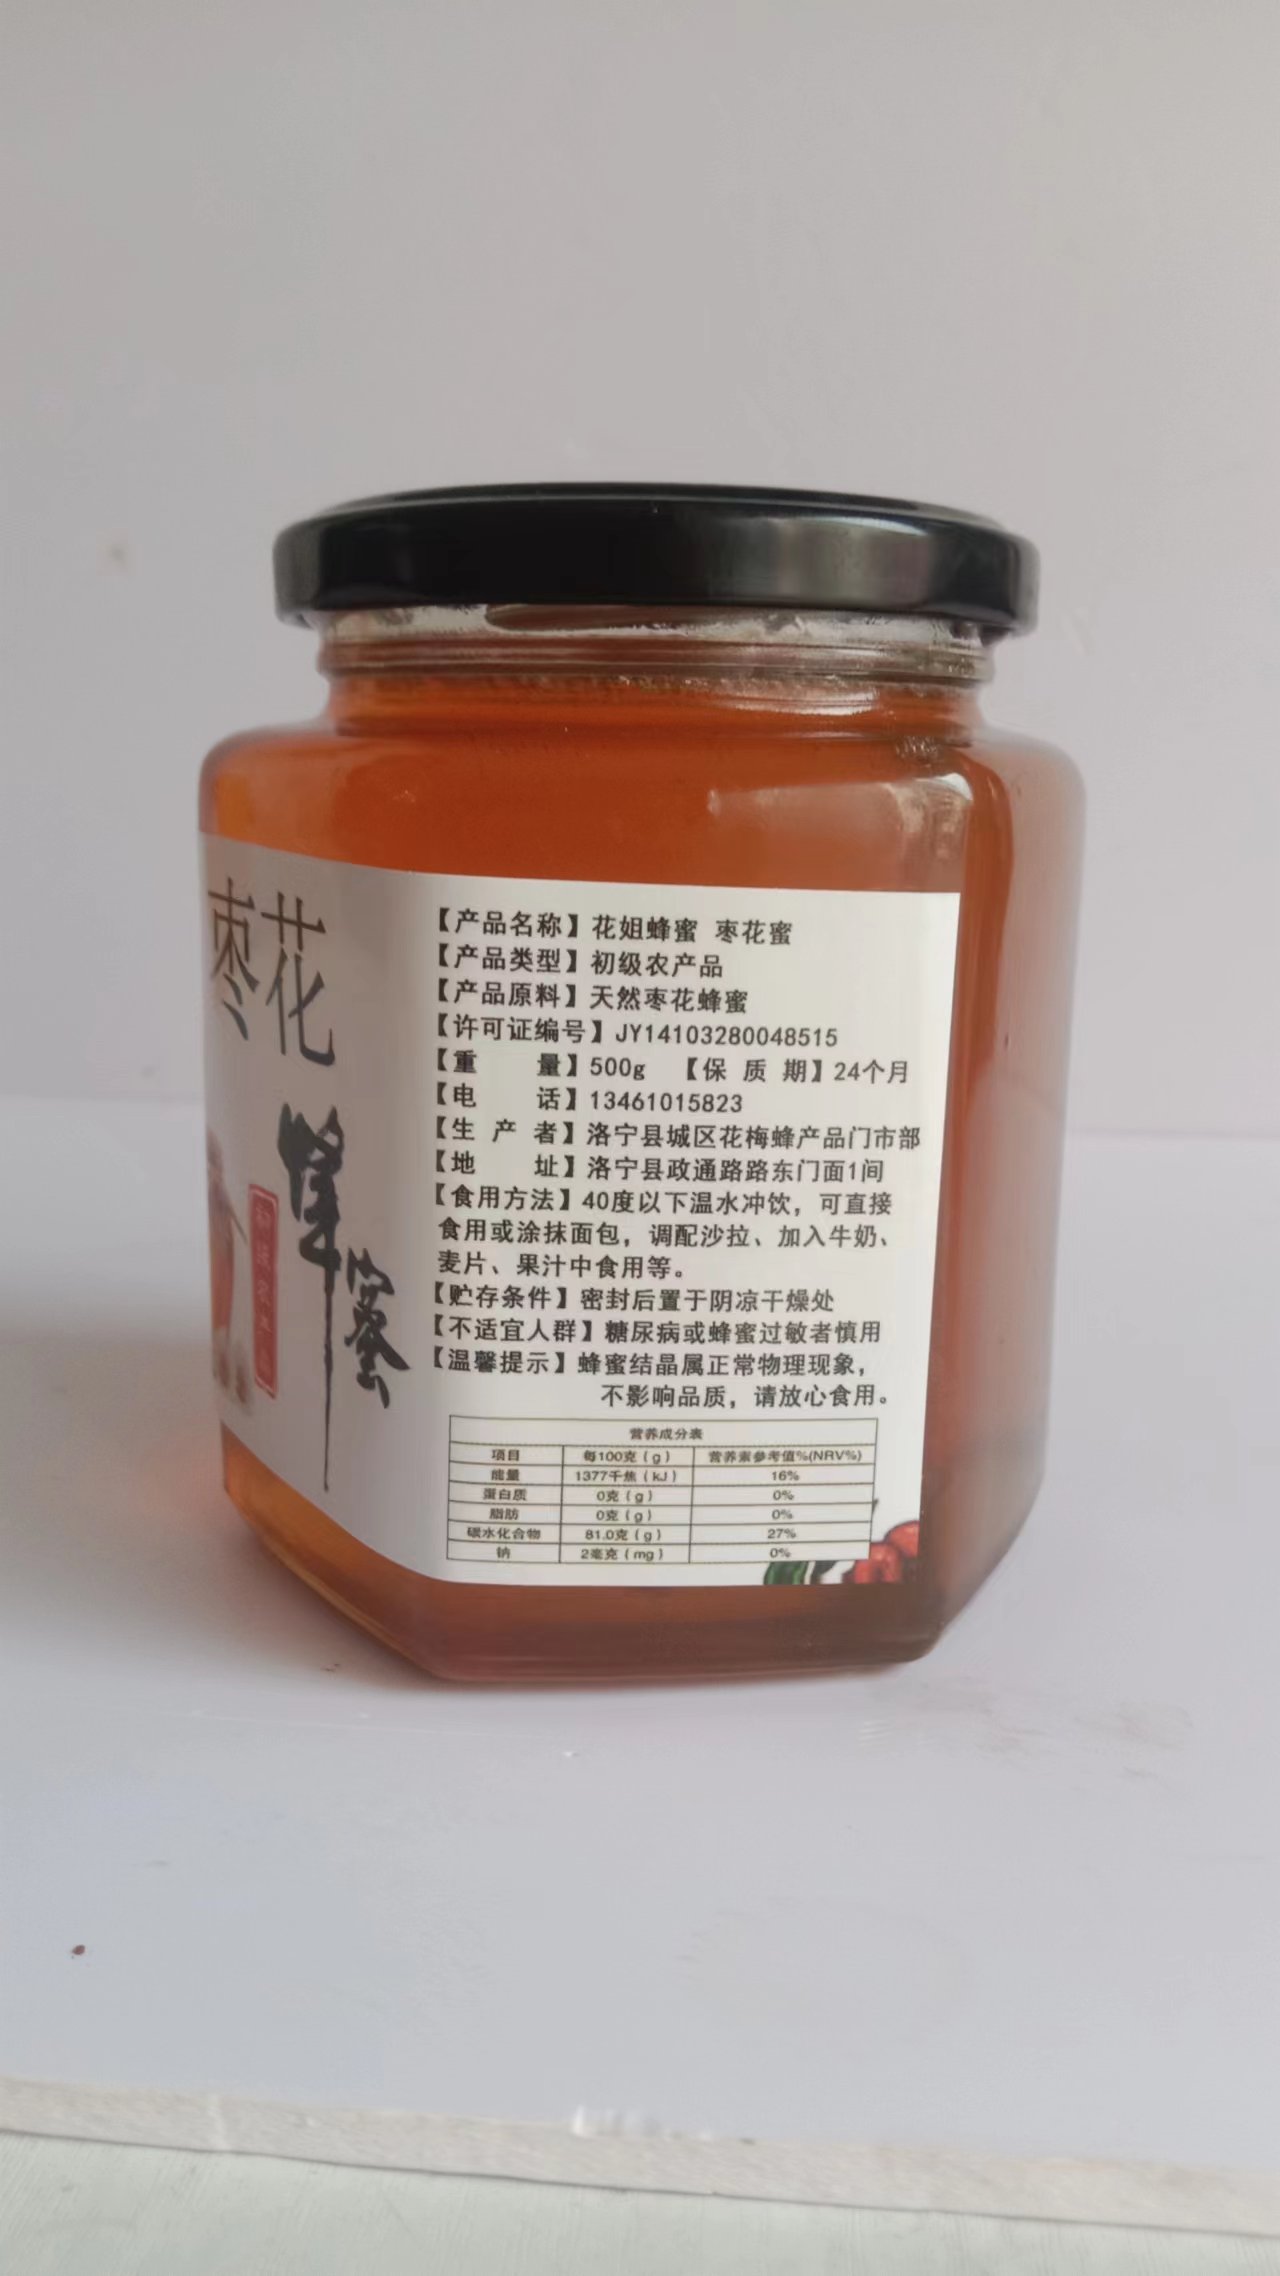 枣花
蜂蜜
【产品名称】花姐蜂蜜 枣花蜜
【产品类型】初级农产品
【产品原料】天然枣花蜂蜜
【许可证编号】JY14103280048515
【重 量】500g 【保 质 期】24个月
【电 话】13461015823
【生 产 者】洛宁县城区花梅蜂产品门市部
【地 址】洛宁县政通路路东门面1间
【食用方法】40度以下温水冲饮，可直接
食用或涂抹面包，调配沙拉、加入牛奶、
麦片、果汁中食用等。
【贮存条件】密封后置于阴凉干燥处
【不适宜人群】糖尿病或蜂蜜过敏者慎用
【温馨提示】蜂蜜结晶属正常物理现象，
不影响品质，请放心食用。
营养成分表
项目 每100克（g） 营养素参考值%(NRV%)
能量 1377千焦（kJ） 16%
蛋白质 0克（g） 0%
脂肪 0克（g） 0%
碳水化合物 81.0克（g） 27%
钠 2毫克（mg） 0%